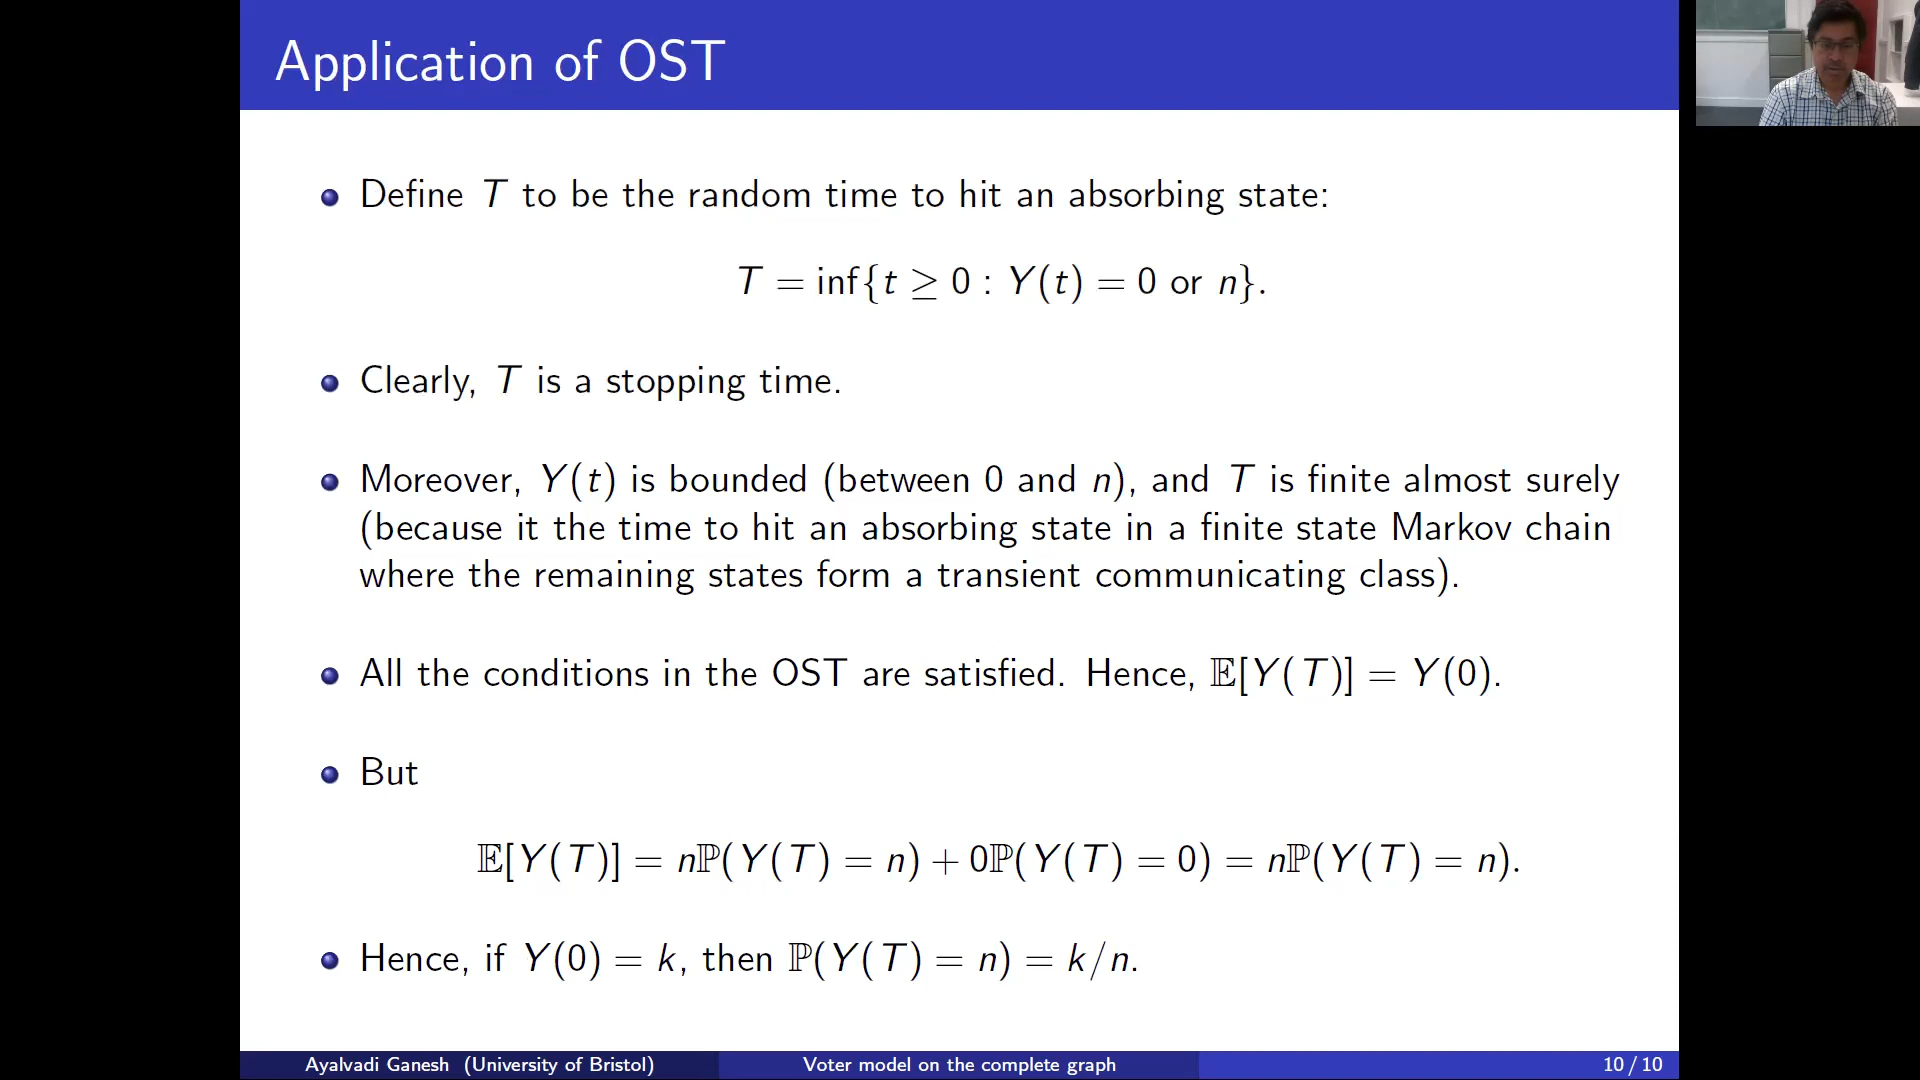 Application of OST
Define T to be the random time to hit an absorbing state:
T = inf{t ≥ 0 : Y(t) = 0 or n}.
Clearly, T is a stopping time.
Moreover, Y(t) is bounded (between 0 and n), and T is finite almost surely
(because it the time to hit an absorbing state in a finite state Markov chain
where the remaining states form a transient communicating class).
All the conditions in the OST are satisfied. Hence, 𝔼[Y(T)] = Y(0).
But
𝔼[Y(T)] = nℙ(Y(T) = n) + 0ℙ(Y(T) = 0) = nℙ(Y(T) = n).
Hence, if Y(0) = k, then ℙ(Y(T) = n) = k/n.
Ayalvadi Ganesh (University of Bristol) Voter model on the complete graph 10 / 10